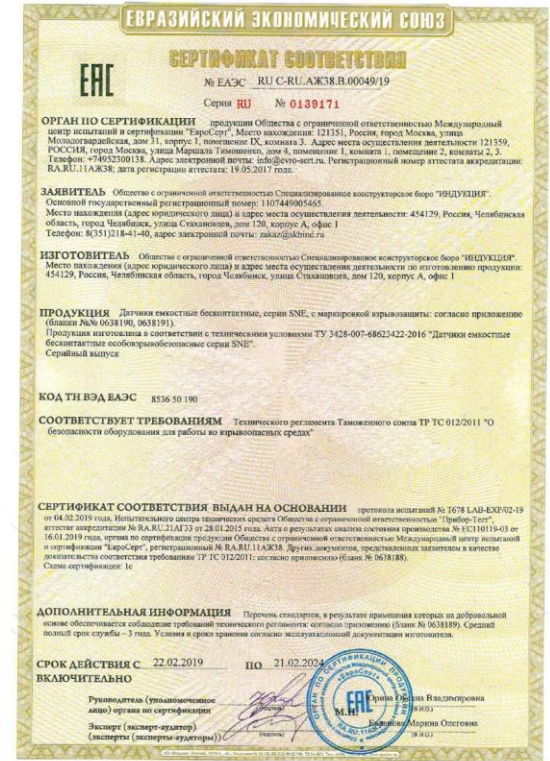 ЕВРАЗИЙСКИЙ ЭКОНОМИЧЕСКИЙ СОЮЗ
СЕРТИФИКАТ СООТВЕТСТВИЯ
ЕАС
№ ЕАЭС RU С-RU.АЖ38.В.00049/19
Серия RU № 0139171
ОРГАН ПО СЕРТИФИКАЦИИ продукции Общества с ограниченной ответственностью Международный
центр испытаний и сертификации "ЕвроСерт", Место нахождения: 121351, Россия, город Москва, улица
Молодогвардейская, дом 31, корпус 1, помещение IX, комната 3. Адрес места осуществления деятельности 121359,
РОССИЯ, город Москва, улица Маршала Тимошенко, дом 4, помещение 1, комната 1, помещение 2, комнаты 2, 3.
Телефон: +74952300138. Адрес электронной почты: info@evro-sert.ru. Регистрационный номер аттестата аккредитации:
RA.RU.11АЖ38; дата регистрации аттестата: 19.05.2017 года.
ЗАЯВИТЕЛЬ Общество с ограниченной ответственностью Специализированное конструкторское бюро "ИНДУКЦИЯ".
Основной государственный регистрационный номер: 1107449005465.
Место нахождения (адрес юридического лица) и адрес места осуществления деятельности: 454129, Россия, Челябинская
область, город Челябинск, улица Стахановцев, дом 120, корпус А, офис 1
Телефон: 8(351)218-41-40, адрес электронной почты: zakaz@skbind.ru
ИЗГОТОВИТЕЛЬ Общество с ограниченной ответственностью Специализированное конструкторское бюро "ИНДУКЦИЯ".
Место нахождения (адрес юридического лица) и адрес места осуществления деятельности по изготовлению продукции:
454129, Россия, Челябинская область, город Челябинск, улица Стахановцев, дом 120, корпус А, офис 1
ПРОДУКЦИЯ Датчики емкостные бесконтактные, серии SNE, с маркировкой взрывозащиты: согласно приложению
(бланки №№ 0638190, 0638191).
Продукция изготовлена в соответствии с техническими условиями ТУ 3428-007-68623422-2016 "Датчики емкостные
бесконтактные особовзрывобезопасные серии SNE".
Серийный выпуск
КОД ТН ВЭД ЕАЭС 8536 50 190
СООТВЕТСТВУЕТ ТРЕБОВАНИЯМ Технического регламента Таможенного союза ТР ТС 012/2011 "О
безопасности оборудования для работы во взрывоопасных средах"
СЕРТИФИКАТ СООТВЕТСТВИЯ ВЫДАН НА ОСНОВАНИИ протокола испытаний № Т678 LAB-EXP/02-19
от 04.02.2019 года, Испытательного центра технических средств Общества с ограниченной ответственностью "Прибор-Тест",
аттестат аккредитации № RA.RU.21АГ33 от 28.01.2015 года. Акта о результатах анализа состояния производства № ЕС110119-03 от
16.01.2019 года, органа по сертификации продукции Общества с ограниченной ответственностью Международный центр испытаний
и сертификации "ЕвроСерт", регистрационный № RA.RU.11АЖ38. Других документов, представленных заявителем в качестве
доказательства соответствия требованиям ТР ТС 012/2011: согласно приложению (бланк № 0638188).
Схема сертификации: 1с
ДОПОЛНИТЕЛЬНАЯ ИНФОРМАЦИЯ Перечень стандартов, в результате применения которых на добровольной
основе обеспечивается соблюдение требований технического регламента: согласно приложению (бланк № 0638189). Средний
полный срок службы – 3 года. Условия и сроки хранения согласно эксплуатационной документации изготовителя.
СРОК ДЕЙСТВИЯ С 22.02.2019 ПО 21.02.2024
ВКЛЮЧИТЕЛЬНО
Руководитель (уполномоченное
лицо) органа по сертификации
Владимировна
М.П.
Эксперт (эксперт-аудитор)
(эксперты (эксперты-аудиторы))
Марина Олеговна
ОРГАН ПО СЕРТИФИКАЦИИ ПРОДУКЦИИ
"ЕвроСерт"
ЕАС
RA.RU.11АЖ38